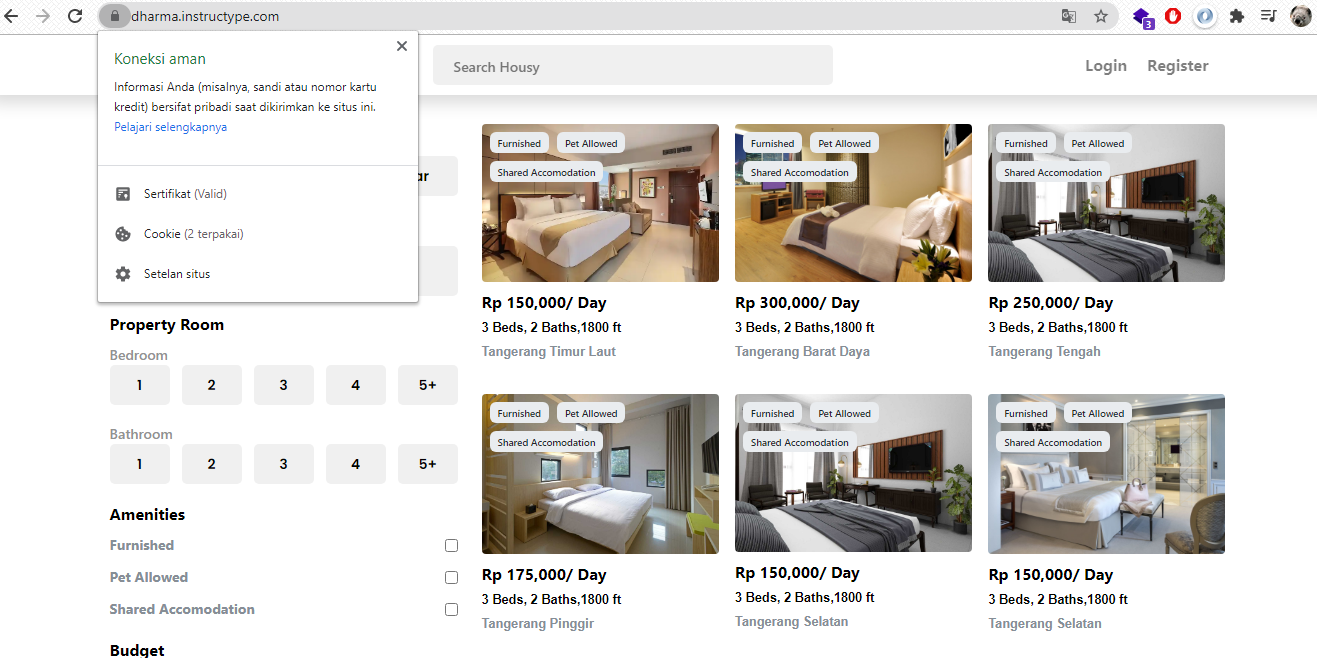 dharma.instructype.com
3
Koneksi aman
Informasi Anda (misalnya, sandi atau nomor kartu
kredit) bersifat pribadi saat dikirimkan ke situs ini.
Pelajari selengkapnya
Sertifikat (Valid)
Cookie (2 terpakai)
Setelan situs
Search Housy
Login Register
ar
Property Room
Bedroom
1 2 3 4 5+
Bathroom
1 2 3 4 5+
Amenities
Furnished
Pet Allowed
Shared Accomodation
Budget
Furnished Pet Allowed
Shared Accomodation
Rp 150,000/ Day
3 Beds, 2 Baths,1800 ft
Tangerang Timur Laut
Furnished Pet Allowed
Shared Accomodation
Rp 300,000/ Day
3 Beds, 2 Baths,1800 ft
Tangerang Barat Daya
Furnished Pet Allowed
Shared Accomodation
Rp 250,000/ Day
3 Beds, 2 Baths,1800 ft
Tangerang Tengah
Furnished Pet Allowed
Shared Accomodation
Rp 175,000/ Day
3 Beds, 2 Baths,1800 ft
Tangerang Pinggir
Furnished Pet Allowed
Shared Accomodation
Rp 150,000/ Day
3 Beds, 2 Baths,1800 ft
Tangerang Selatan
Furnished Pet Allowed
Shared Accomodation
Rp 150,000/ Day
3 Beds, 2 Baths,1800 ft
Tangerang Selatan